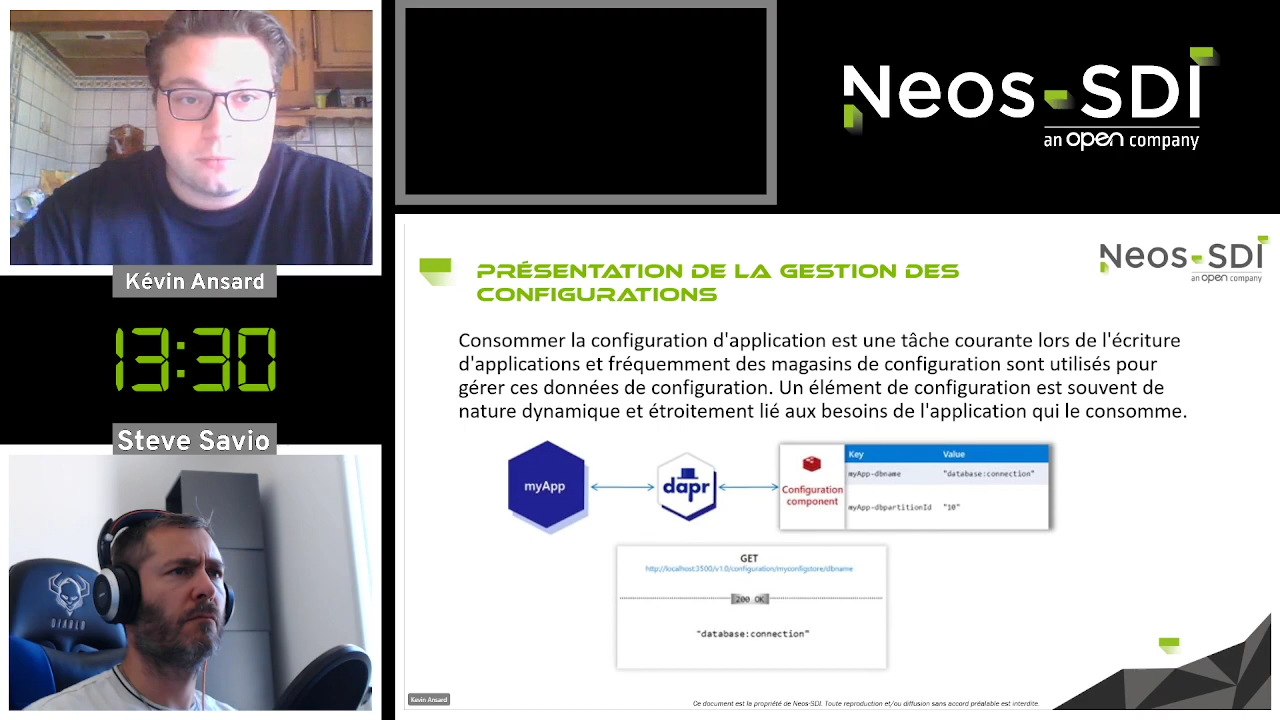 Neos-SDI
an open company
Kévin Ansard
13:30
Steve Savio
DIABLO
PRÉSENTATION DE LA GESTION DES
CONFIGURATIONS
Neos-SDI
an open company
Consommer la configuration d'application est une tâche courante lors de l'écriture
d'applications et fréquemment des magasins de configuration sont utilisés pour
gérer ces données de configuration. Un élément de configuration est souvent de
nature dynamique et étroitement lié aux besoins de l'application qui le consomme.
myApp
dapr
Configuration
component
Key Value
myApp-dbname "database:connection"
myApp-dbpartitionId "10"
GET
http://localhost:3500/v1.0/configuration/myconfigstore/dbname
200 OK
"database:connection"
Kevin Ansard
Ce document est la propriété de Neos-SDI. Toute reproduction et/ou diffusion sans accord préalable est interdite.